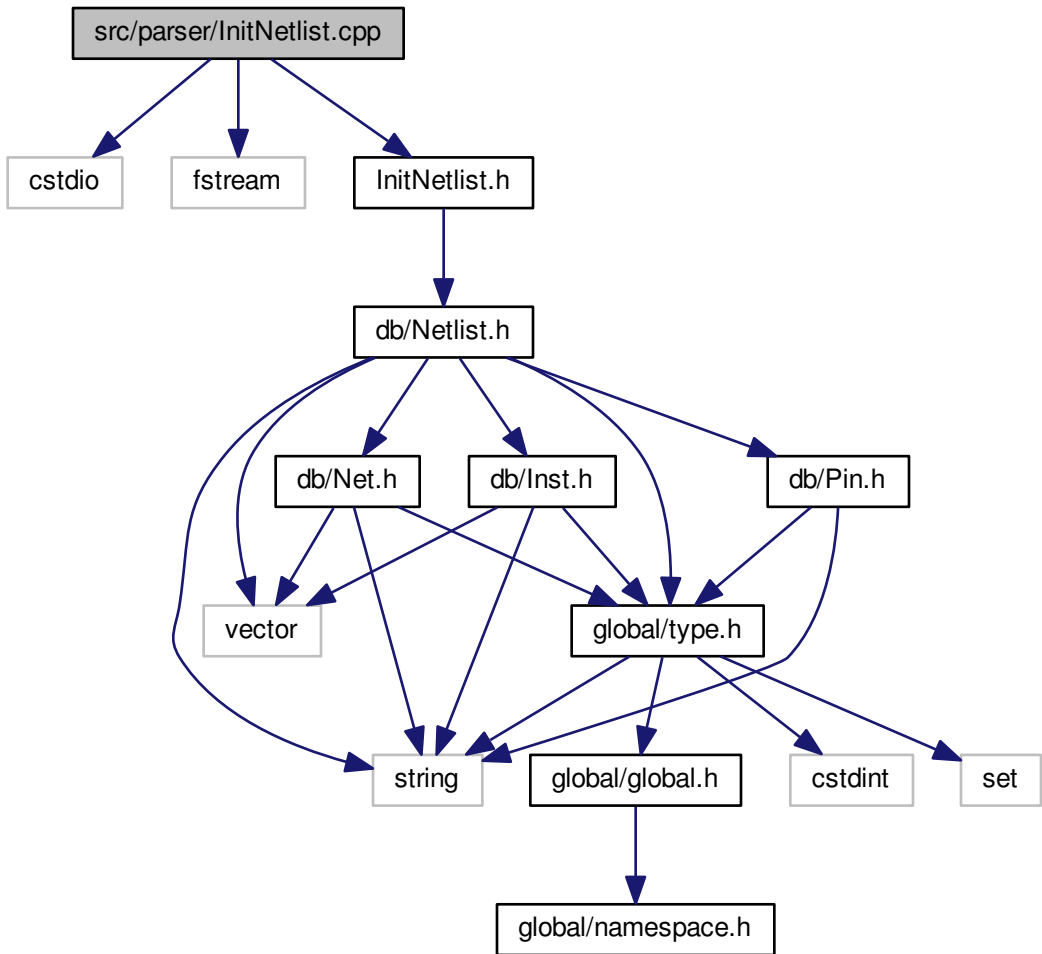 src/parser/InitNetlist.cpp
cstdio
fstream
InitNetlist.h
db/Netlist.h
db/Net.h
db/Inst.h
db/Pin.h
vector
global/type.h
string
global/global.h
cstdint
set
global/namespace.h